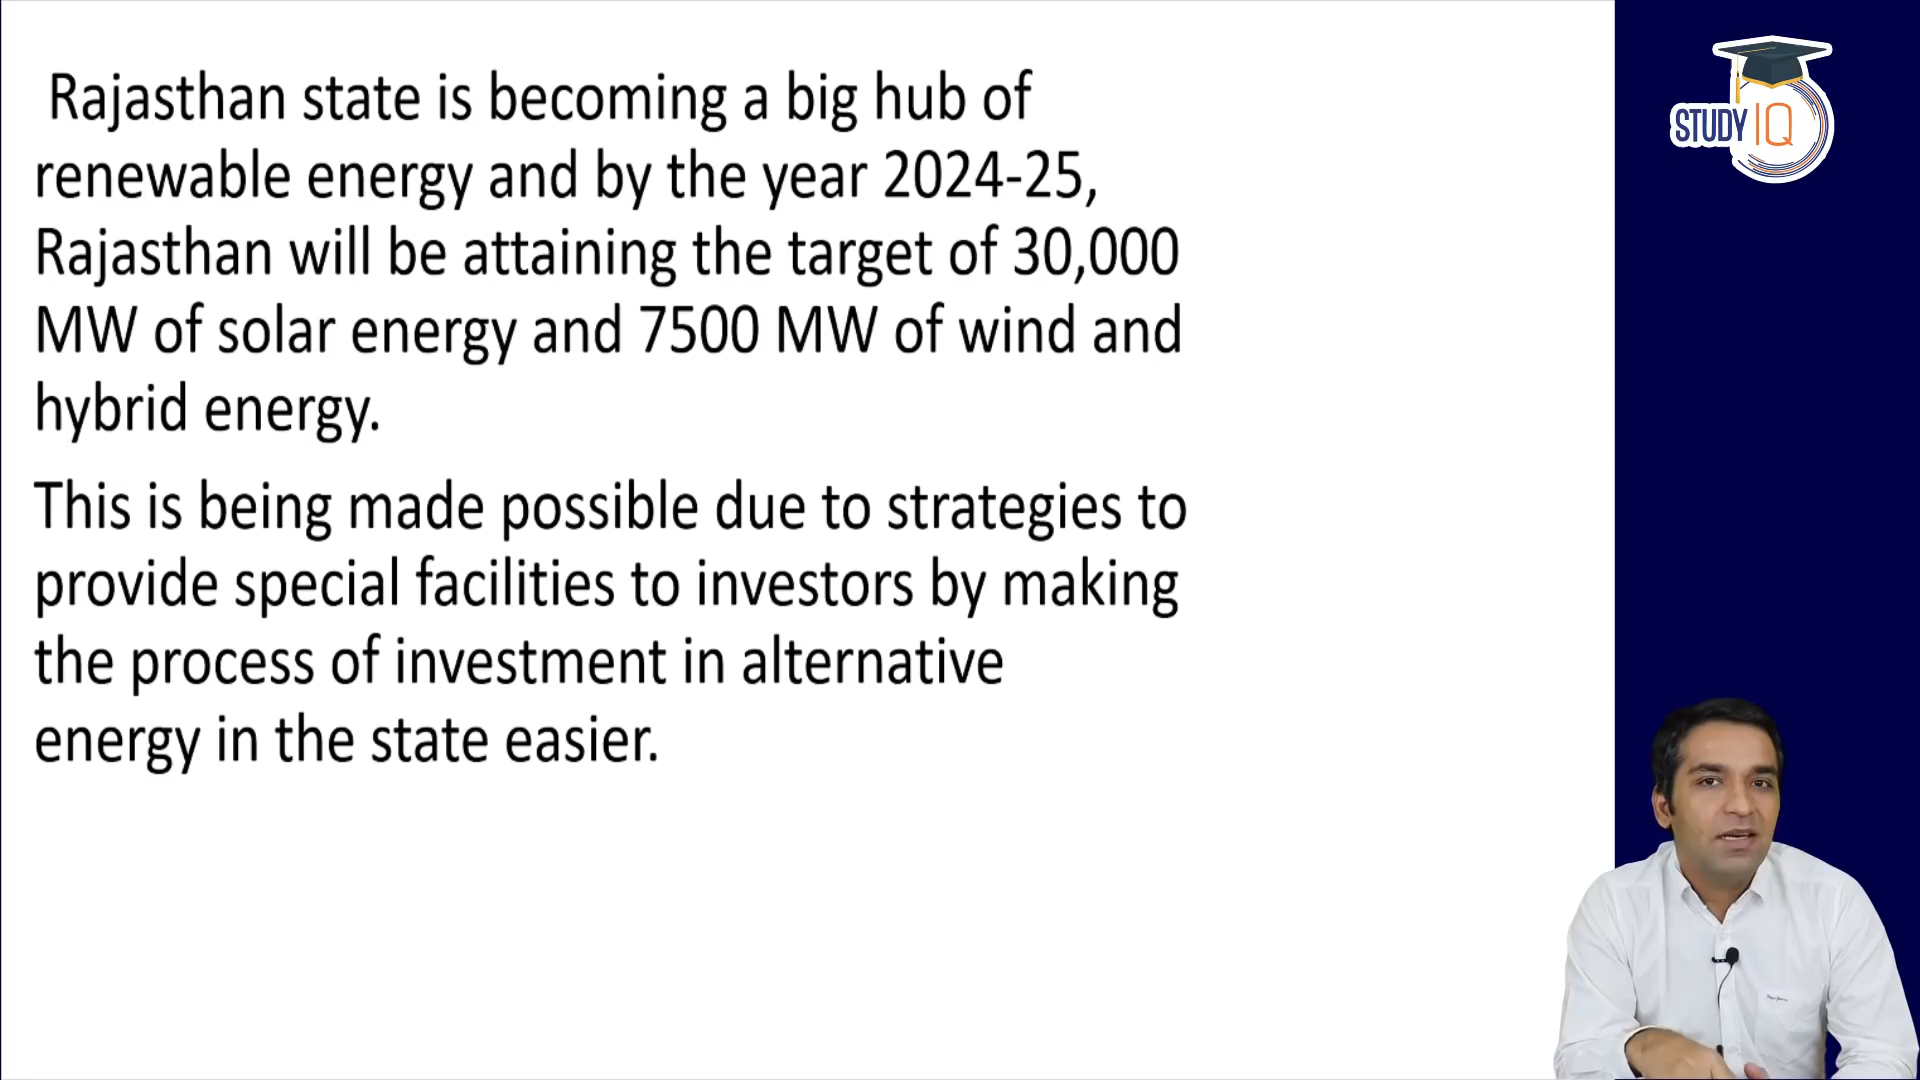 Rajasthan state is becoming a big hub of
renewable energy and by the year 2024-25,
Rajasthan will be attaining the target of 30,000
MW of solar energy and 7500 MW of wind and
hybrid energy.
This is being made possible due to strategies to
provide special facilities to investors by making
the process of investment in alternative
energy in the state easier.
STUDY IQ